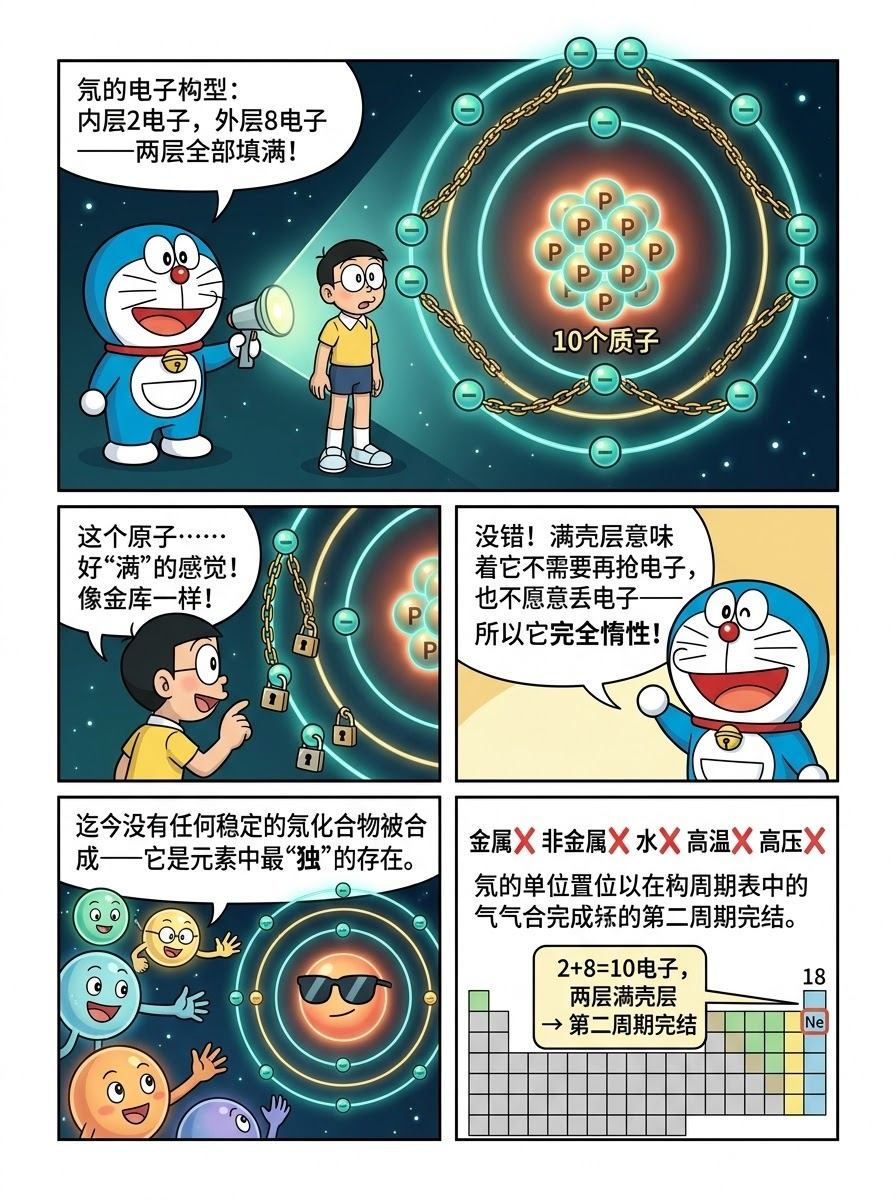 氖的电子构型：
内层2电子，外层8电子
——两层全部填满！
P
P
P
P
P
P
P
P
P
P
P
10个质子
这个原子……
好“满”的感觉！
像金库一样！
P
P
P
没错！满壳层意味
着它不需要再抢电子，
也不愿意丢电子——
所以它完全惰性！
迄今没有任何稳定的氖化合物被合
成——它是元素中最“独”的存在。
金属❌ 非金属❌ 水❌ 高温❌ 高压❌
氖的单位置位以在构周期表中的
气气合完成的第二周期完结。
2+8=10电子，
两层满壳层
→ 第二周期完结
18
Ne